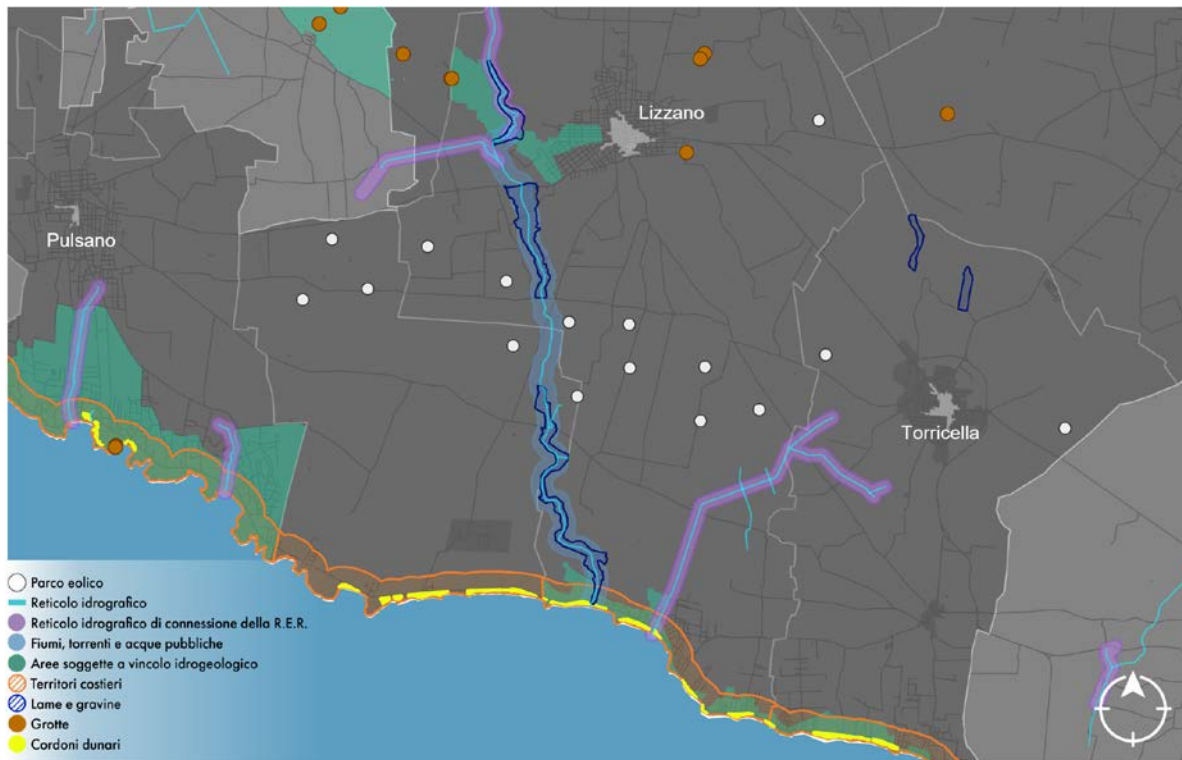 Lizzano
Pulsano
Torricella
Parco eolico
Reticolo idrografico
Reticolo idrografico di connessione della R.E.R.
Fiumi, torrenti e acque pubbliche
Aree soggette a vincolo idrogeologico
Territori costieri
Lame e gravine
Grotte
Cordoni dunari